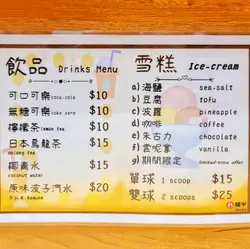 飲品 Drinks Menu
可口可樂 coca-cola $10
無糖可樂 coke zero $10
檸檬茶 lemon tea $10
日本烏龍茶 $15
oolong tea
椰青水 $15
coconut water
原味波子汽水 $20
雪糕 Ice-cream
a) 海鹽 sea-salt
b) 豆腐 tofu
c) 菠蘿 pineapple
d) 咖啡 coffee
e) 朱古力 chocolate
f) 雲呢拿 vanilla
g) 期間限定 limited-time offer
單球 1 scoop $15
雙球 2 scoops $25